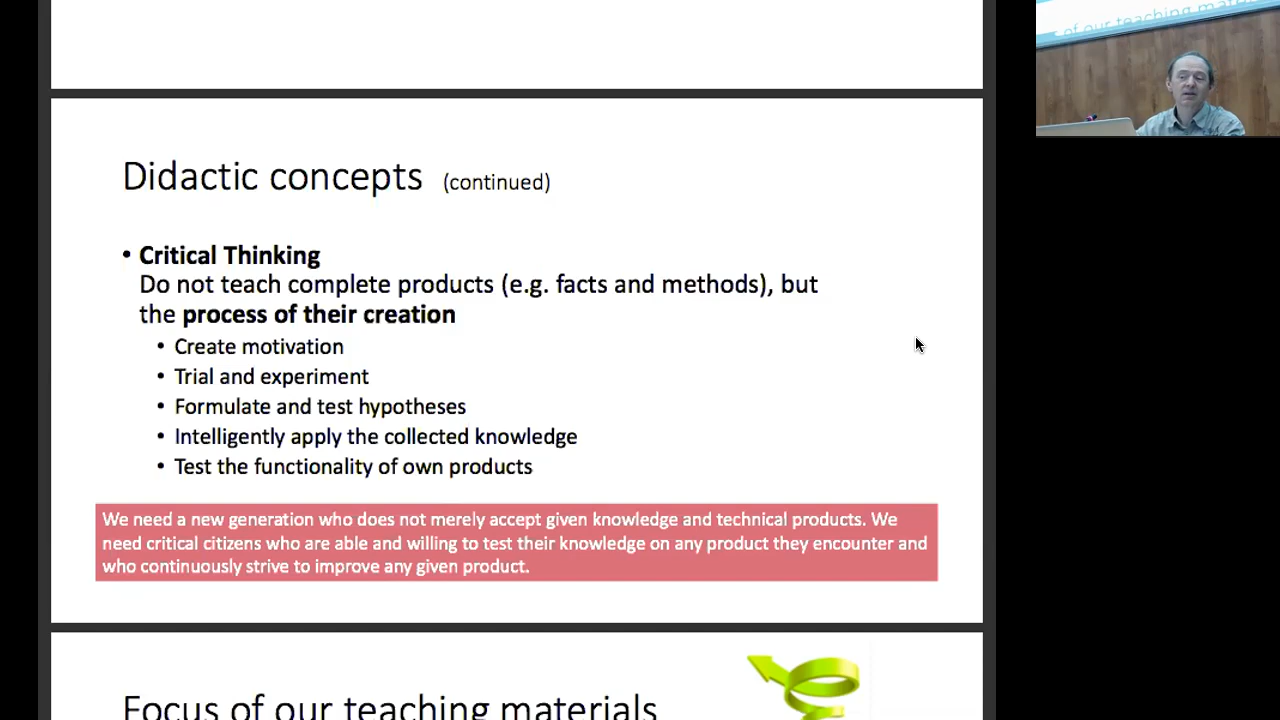 of our teaching mate
Didactic concepts (continued)
• Critical Thinking
Do not teach complete products (e.g. facts and methods), but
the process of their creation
• Create motivation
• Trial and experiment
• Formulate and test hypotheses
• Intelligently apply the collected knowledge
• Test the functionality of own products
We need a new generation who does not merely accept given knowledge and technical products. We
need critical citizens who are able and willing to test their knowledge on any product they encounter and
who continuously strive to improve any given product.
Focus of our teaching materials